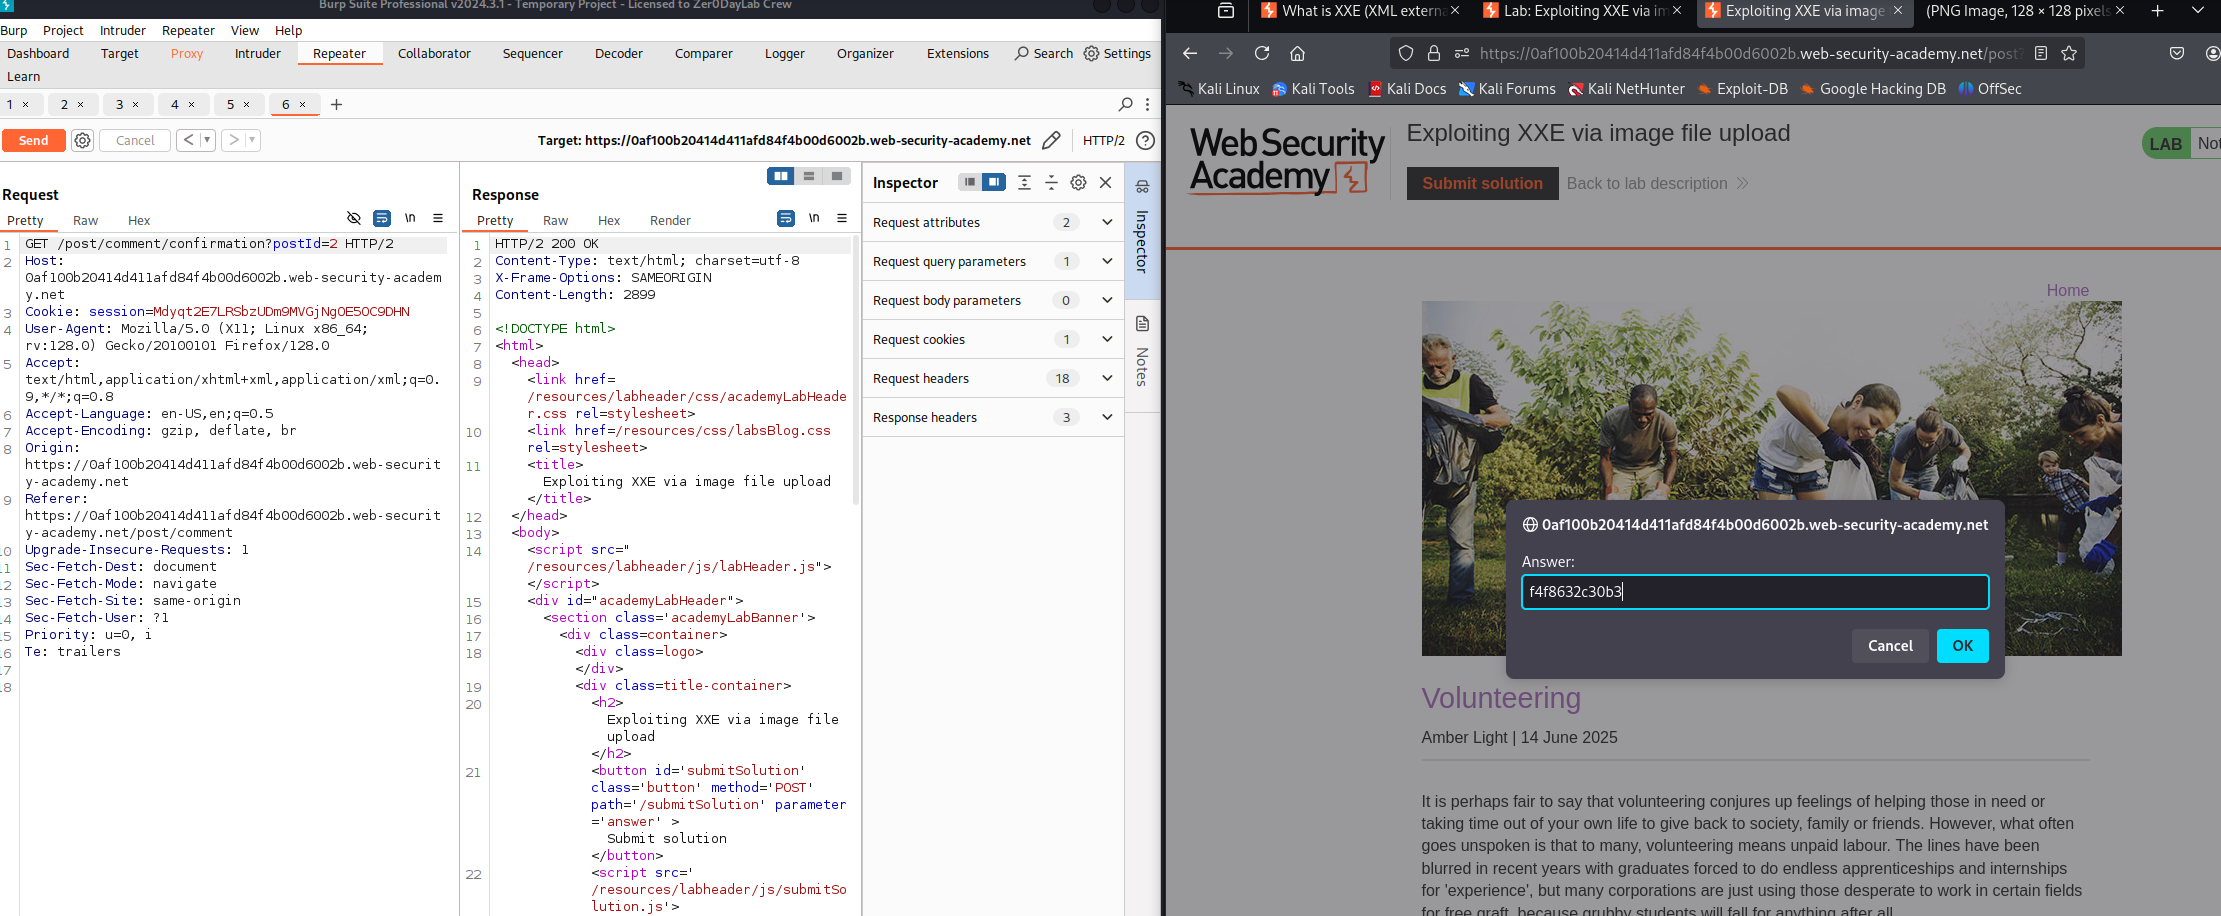 Burp Suite Professional v2024.3.1 - Temporary Project - Licensed to Zer0DayLab Crew
Burp Project Intruder Repeater View Help
Dashboard Target Proxy Intruder Repeater Collaborator Sequencer Decoder Comparer Logger Organizer Extensions Search Settings
Learn
1 × 2 × 3 × 4 × 5 × 6 × +
Send Cancel < > Target: https://0af100b20414d411afd84f4b00d6002b.web-security-academy.net HTTP/2 ?
Request
Pretty Raw Hex \n
1 GET /post/comment/confirmation?postId=2 HTTP/2
2 Host:
0af100b20414d411afd84f4b00d6002b.web-security-academ
y.net
3 Cookie: session=Mdyqt2E7LRSbzUDm9MVGjNgOE5OC9DHN
4 User-Agent: Mozilla/5.0 (X11; Linux x86_64;
rv:128.0) Gecko/20100101 Firefox/128.0
5 Accept:
text/html,application/xhtml+xml,application/xml;q=0.
9,*/*;q=0.8
6 Accept-Language: en-US,en;q=0.5
7 Accept-Encoding: gzip, deflate, br
8 Origin:
https://0af100b20414d411afd84f4b00d6002b.web-securit
y-academy.net
9 Referer:
https://0af100b20414d411afd84f4b00d6002b.web-securit
y-academy.net/post/comment
10 Upgrade-Insecure-Requests: 1
11 Sec-Fetch-Dest: document
12 Sec-Fetch-Mode: navigate
13 Sec-Fetch-Site: same-origin
14 Sec-Fetch-User: ?1
15 Priority: u=0, i
16 Te: trailers
17
18
Response
Pretty Raw Hex Render \n
1 HTTP/2 200 OK
2 Content-Type: text/html; charset=utf-8
3 X-Frame-Options: SAMEORIGIN
4 Content-Length: 2899
5
6 <!DOCTYPE html>
7 <html>
8 <head>
9 <link href=
/resources/labheader/css/academyLabHeade
r.css rel=stylesheet>
10 <link href=/resources/css/labsBlog.css
rel=stylesheet>
11 <title>
Exploiting XXE via image file upload
</title>
12 </head>
13 <body>
14 <script src="
/resources/labheader/js/labHeader.js">
</script>
15 <div id="academyLabHeader">
16 <section class='academyLabBanner'>
17 <div class=container>
18 <div class=logo>
</div>
19 <div class=title-container>
20 <h2>
Exploiting XXE via image file
upload
</h2>
21 <button id='submitSolution'
class='button' method='POST'
path='/submitSolution' parameter
='answer' >
Submit solution
</button>
22 <script src='
/resources/labheader/js/submitSo
lution.js'>
Inspector
Request attributes 2
Request query parameters 1
Request body parameters 0
Request cookies 1
Request headers 18
Response headers 3
Inspector
Notes
What is XXE (XML externa × Lab: Exploiting XXE via im × Exploiting XXE via image × (PNG Image, 128 × 128 pixels ×
https://0af100b20414d411afd84f4b00d6002b.web-security-academy.net/post?
Kali Linux Kali Tools Kali Docs Kali Forums Kali NetHunter Exploit-DB Google Hacking DB OffSec
Web Security
Academy
Exploiting XXE via image file upload
Submit solution Back to lab description
LAB Not
Home
0af100b20414d411afd84f4b00d6002b.web-security-academy.net
Answer:
f4f8632c30b3
Cancel OK
Volunteering
Amber Light | 14 June 2025
It is perhaps fair to say that volunteering conjures up feelings of helping those in need or
taking time out of your own life to give back to society, family or friends. However, what often
goes unspoken is that to many, volunteering means unpaid labour. The lines have been
blurred in recent years with graduates forced to do endless apprenticeships and internships
for 'experience', but many corporations are just using those desperate to work in certain fields
for free graft, because grubby students will fall for anything after all.